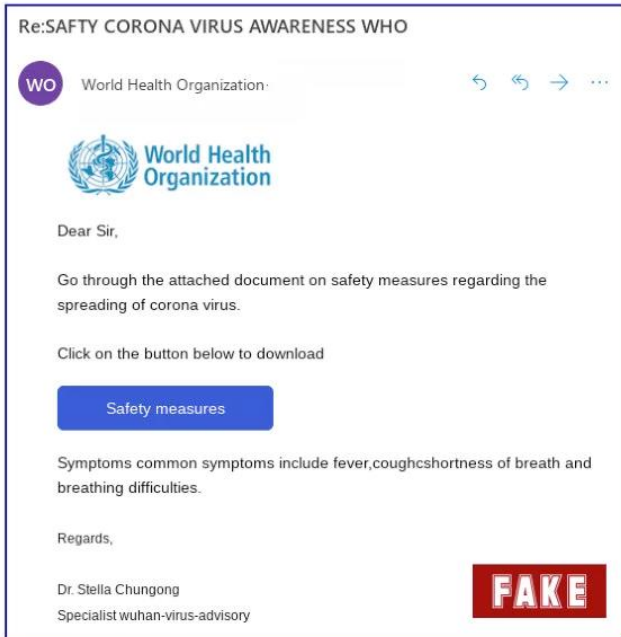 Re:SAFTY CORONA VIRUS AWARENESS WHO
WO
World Health Organization
World Health
Organization
Dear Sir,
Go through the attached document on safety measures regarding the
spreading of corona virus.
Click on the button below to download
Safety measures
Symptoms common symptoms include fever,coughcshortness of breath and
breathing difficulties.
Regards,
Dr. Stella Chungong
Specialist wuhan-virus-advisory
FAKE